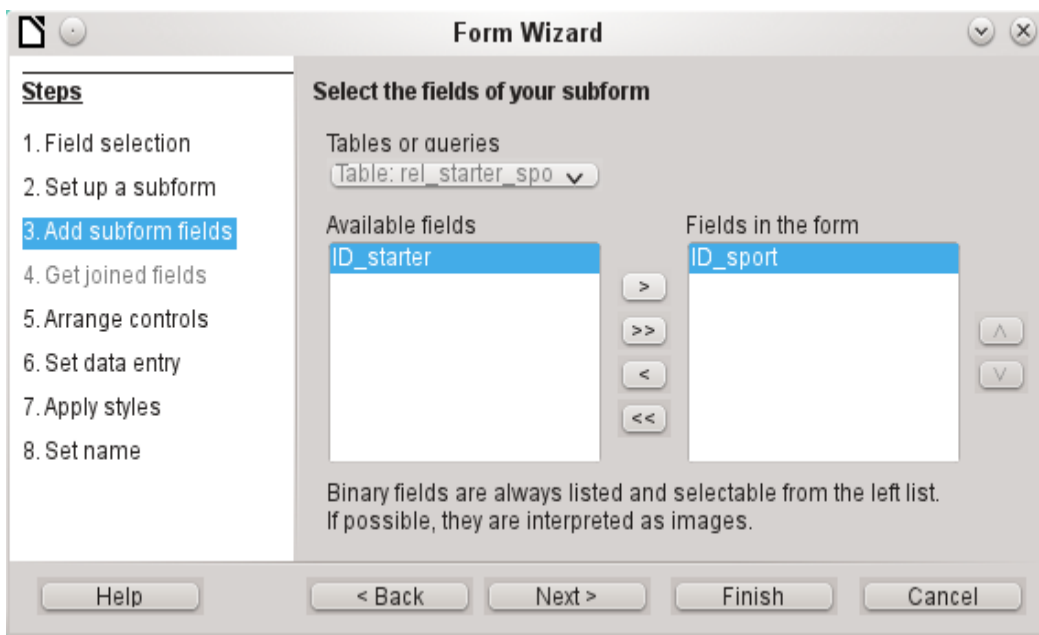 Form Wizard
Steps
1. Field selection
2. Set up a subform
3. Add subform fields
4. Get joined fields
5. Arrange controls
6. Set data entry
7. Apply styles
8. Set name
Select the fields of your subform
Tables or queries
Table: rel_starter_spo
Available fields
ID_starter
>
>>
<
<<
Fields in the form
ID_sport
Binary fields are always listed and selectable from the left list.
If possible, they are interpreted as images.
Help
< Back
Next >
Finish
Cancel